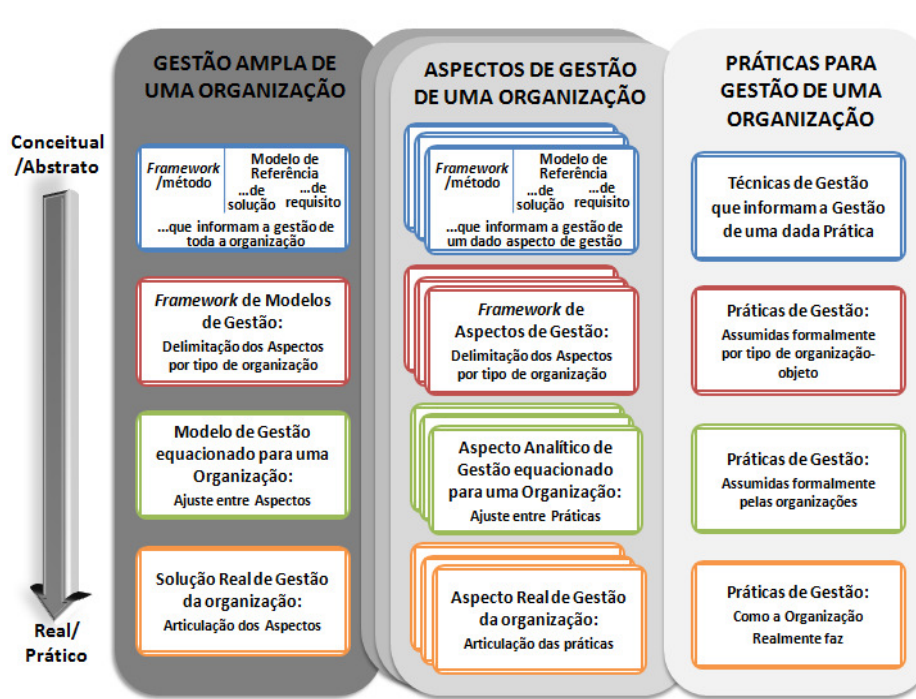 GESTÃO AMPLA DE
UMA ORGANIZAÇÃO
ASPECTOS DE GESTÃO
DE UMA ORGANIZAÇÃO
PRÁTICAS PARA
GESTÃO DE UMA
ORGANIZAÇÃO
Conceitual
/Abstrato
Framework
/método
Modelo de
Referência
...de
solução
...de
requisito
...que informam a gestão de
toda a organização
Framework
/método
Modelo de
Referência
...de
solução
...de
requisito
...que informam a gestão de
um dado aspecto de gestão
Técnicas de Gestão
que informam a Gestão
de uma dada Prática
Framework de Modelos
de Gestão:
Delimitação dos Aspectos
por tipo de organização
Framework de
Aspectos de Gestão:
Delimitação dos Aspectos
por tipo de organização
Práticas de Gestão:
Assumidas formalmente
por tipo de organização-
objeto
Modelo de Gestão
equacionado para uma
Organização:
Ajuste entre Aspectos
Aspecto Analítico de
Gestão equacionado
para uma Organização:
Ajuste entre Práticas
Práticas de Gestão:
Assumidas formalmente
pelas organizações
Solução Real de Gestão
da organização:
Articulação dos Aspectos
Aspecto Real de Gestão
da organização:
Articulação das práticas
Práticas de Gestão:
Como a Organização
Realmente faz
Real/
Prático